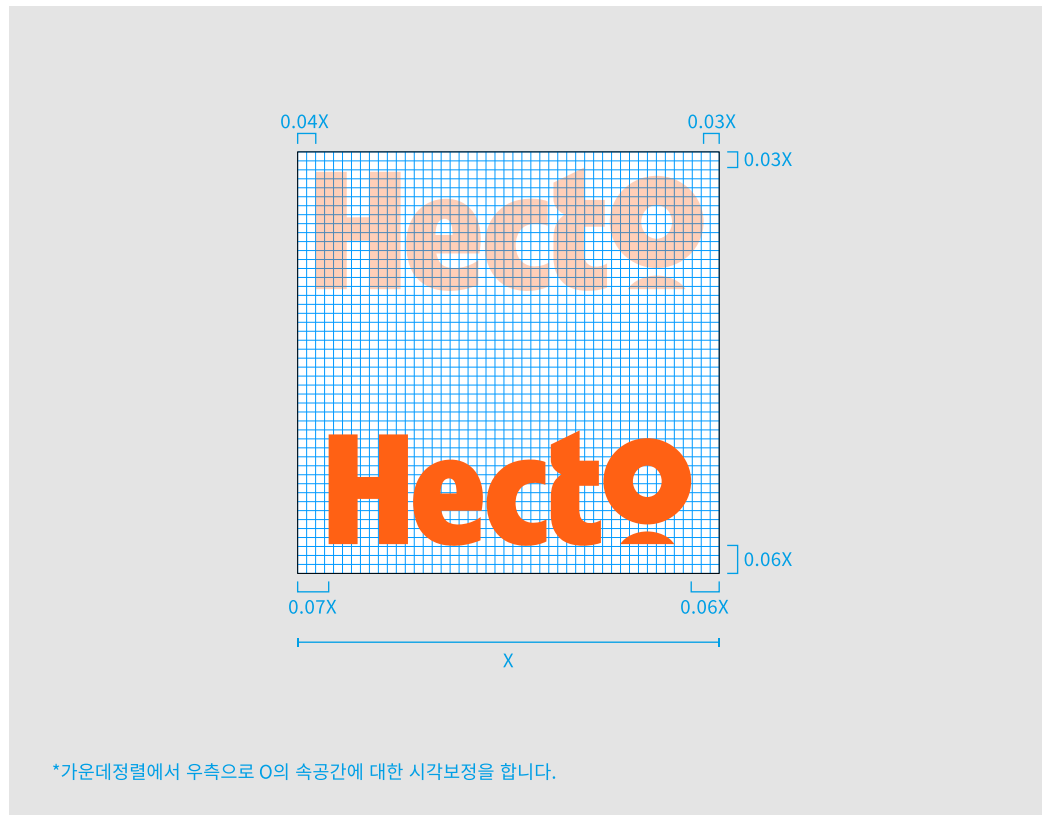 0.04X
0.03X
0.03X
Hecto
Hecto
0.06X
0.07X
0.06X
X
*가운데정렬에서 우측으로 O의 속공간에 대한 시각보정을 합니다.